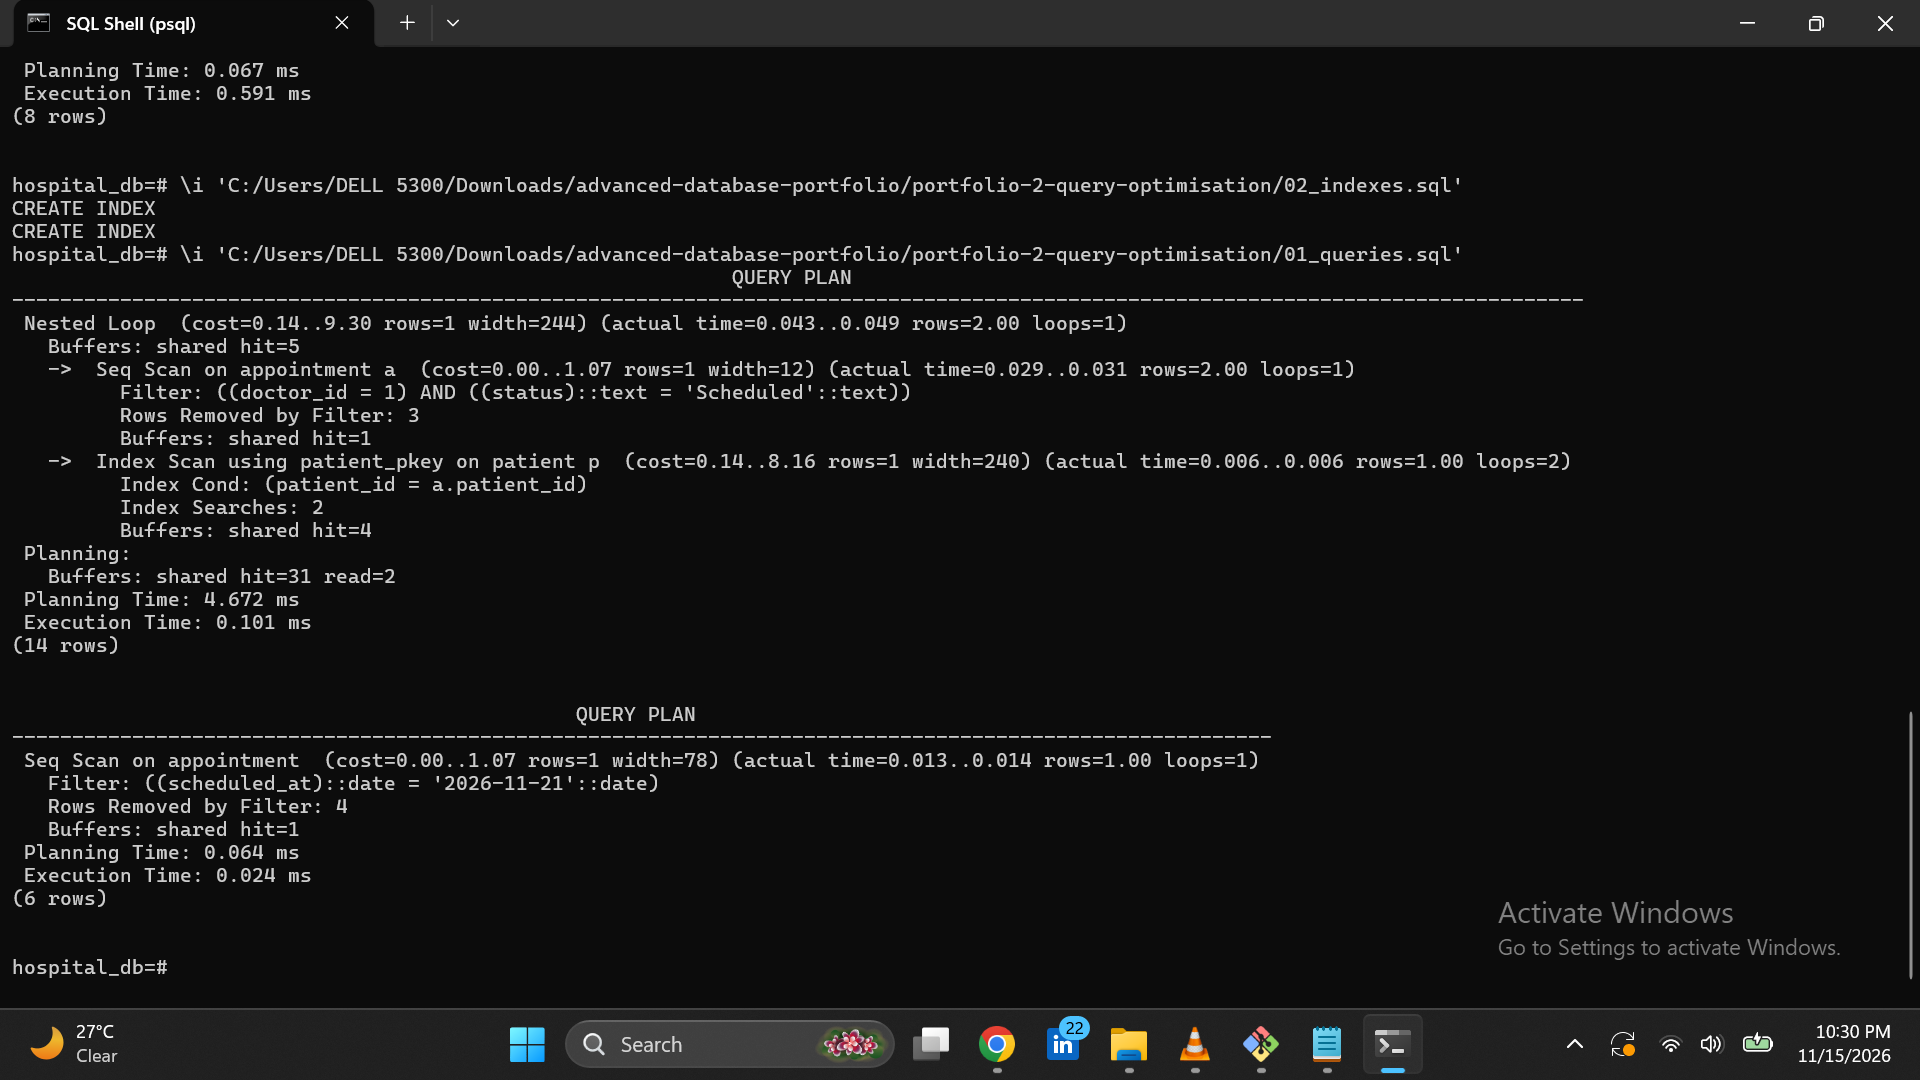 SQL Shell (psql)
Planning Time: 0.067 ms
Execution Time: 0.591 ms
(8 rows)
hospital_db=# \i 'C:/Users/DELL 5300/Downloads/advanced-database-portfolio/portfolio-2-query-optimisation/02_indexes.sql'
CREATE INDEX
CREATE INDEX
hospital_db=# \i 'C:/Users/DELL 5300/Downloads/advanced-database-portfolio/portfolio-2-query-optimisation/01_queries.sql'
QUERY PLAN
-----------------------------------------------------------------------------------------------------------------------------------
Nested Loop  (cost=0.14..9.30 rows=1 width=244) (actual time=0.043..0.049 rows=2.00 loops=1)
Buffers: shared hit=5
->  Seq Scan on appointment a  (cost=0.00..1.07 rows=1 width=12) (actual time=0.029..0.031 rows=2.00 loops=1)
Filter: ((doctor_id = 1) AND ((status)::text = 'Scheduled'::text))
Rows Removed by Filter: 3
Buffers: shared hit=1
->  Index Scan using patient_pkey on patient p  (cost=0.14..8.16 rows=1 width=240) (actual time=0.006..0.006 rows=1.00 loops=2)
Index Cond: (patient_id = a.patient_id)
Index Searches: 2
Buffers: shared hit=4
Planning:
Buffers: shared hit=31 read=2
Planning Time: 4.672 ms
Execution Time: 0.101 ms
(14 rows)
QUERY PLAN
---------------------------------------------------------------------------------------------------------
Seq Scan on appointment  (cost=0.00..1.07 rows=1 width=78) (actual time=0.013..0.014 rows=1.00 loops=1)
Filter: ((scheduled_at)::date = '2026-11-21'::date)
Rows Removed by Filter: 4
Buffers: shared hit=1
Planning Time: 0.064 ms
Execution Time: 0.024 ms
(6 rows)
hospital_db=#
Activate Windows
Go to Settings to activate Windows.
27°C
Clear
Search
22
in
10:30 PM
11/15/2026